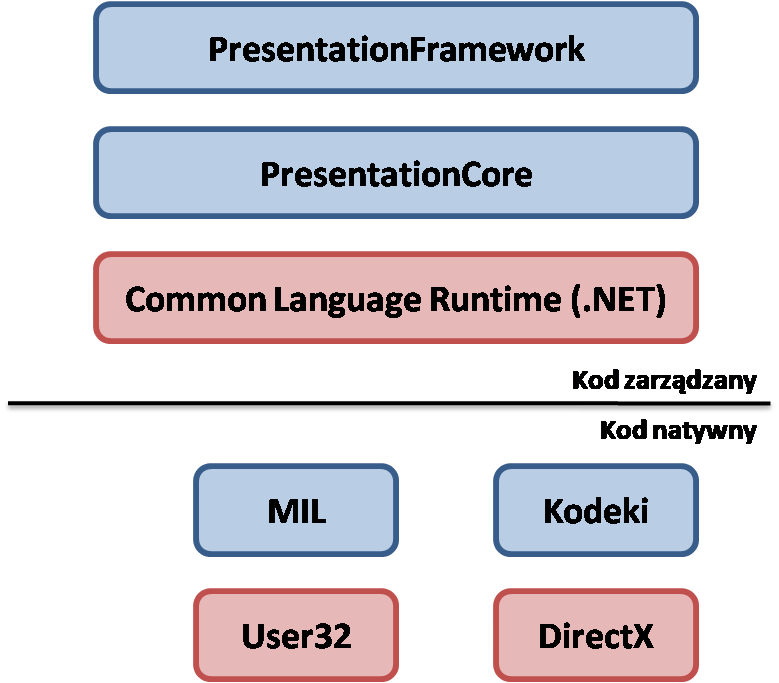 PresentationFramework
PresentationCore
Common Language Runtime (.NET)
Kod zarządzany
Kod natywny
MIL
Kodeki
User32
DirectX